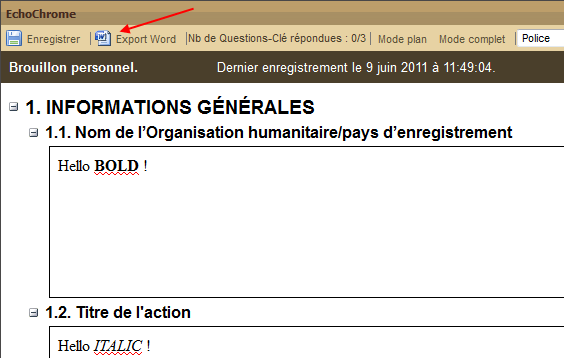 EchoChrome
Enregistrer Export Word Nb de Questions-Clé répondues : 0/3 Mode plan Mode complet Police
Brouillon personnel. Dernier enregistrement le 9 juin 2011 à 11:49:04.
1. INFORMATIONS GÉNÉRALES
1.1. Nom de l’Organisation humanitaire/pays d’enregistrement
Hello BOLD !
1.2. Titre de l'action
Hello ITALIC !